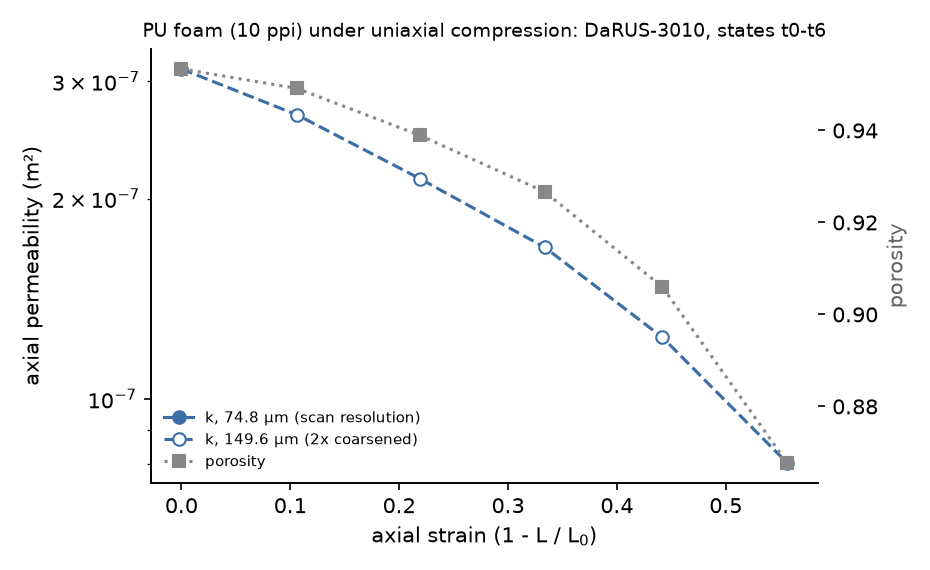 PU foam (10 ppi) under uniaxial compression: DaRUS-3010, states t0-t6
axial permeability (m²)
3 × 10⁻⁷
2 × 10⁻⁷
10⁻⁷
0.94
0.92
0.90
0.88
porosity
k, 74.8 μm (scan resolution)
k, 149.6 μm (2x coarsened)
porosity
0.0 0.1 0.2 0.3 0.4 0.5
axial strain (1 - L / L₀)